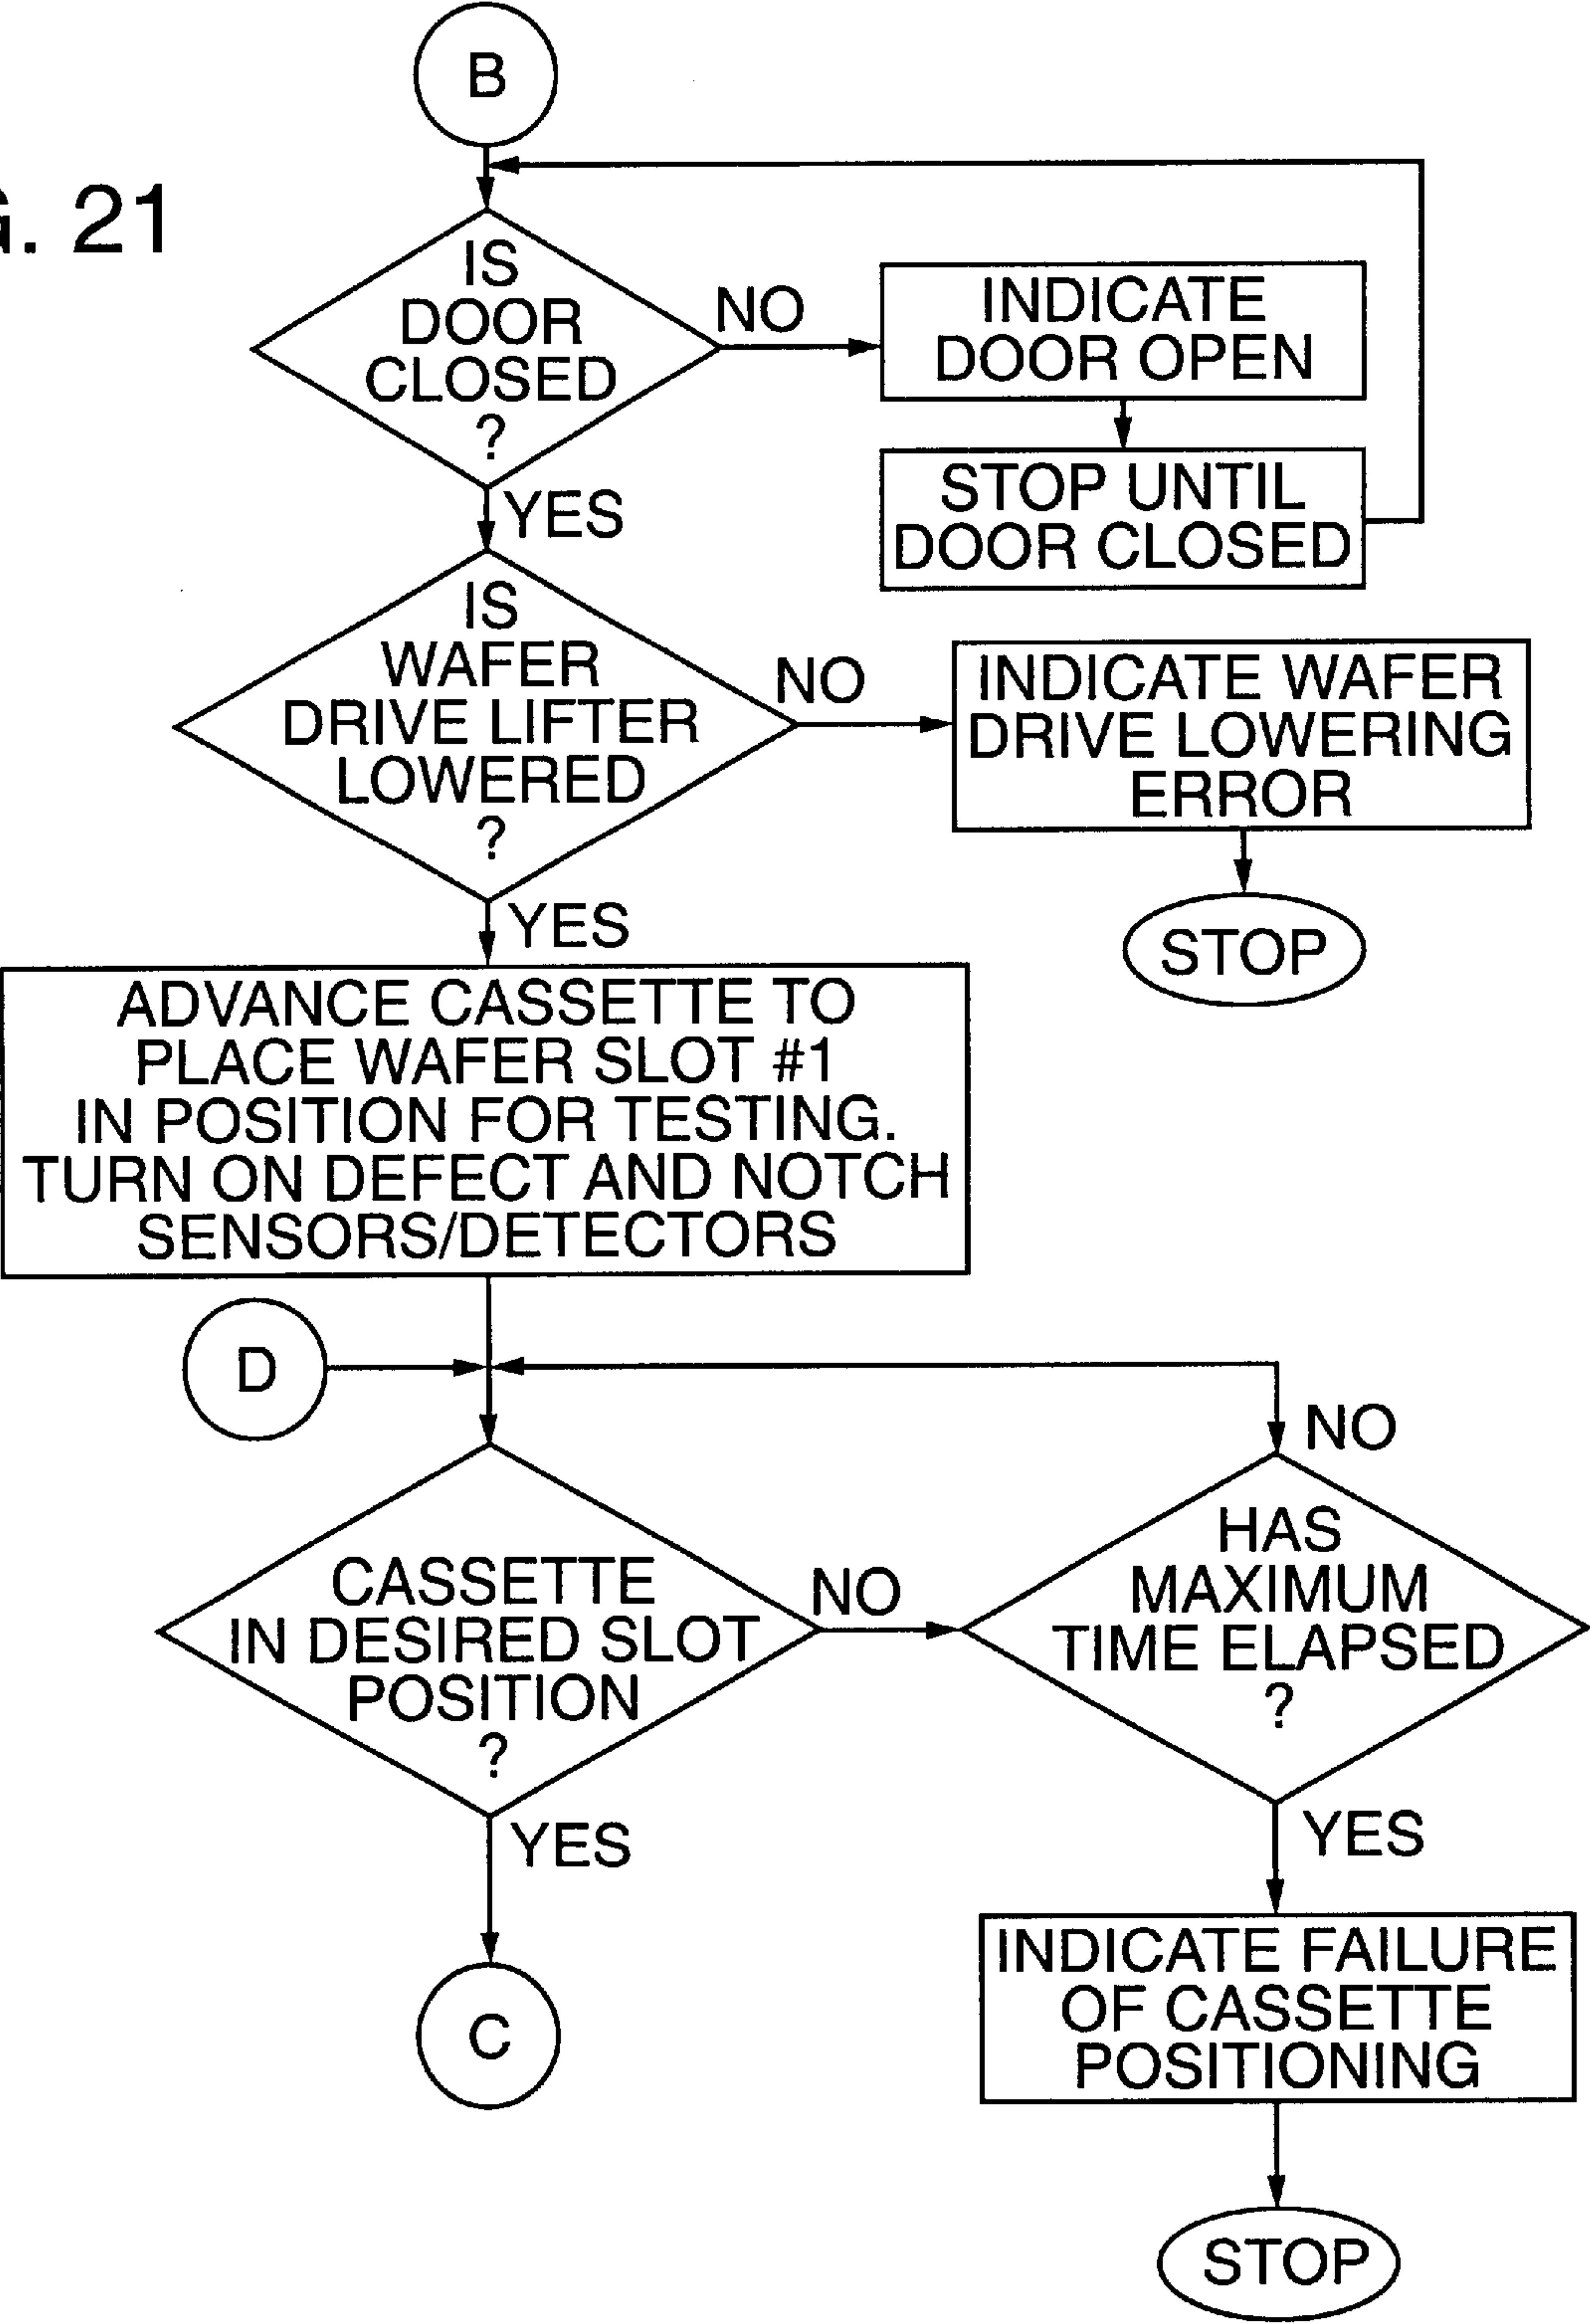 B
G. 21
IS
DOOR
CLOSED
?
NO
INDICATE
DOOR OPEN
STOP UNTIL
DOOR CLOSED
YES
IS
WAFER
DRIVE LIFTER
LOWERED
?
NO
INDICATE WAFER
DRIVE LOWERING
ERROR
STOP
YES
ADVANCE CASSETTE TO
PLACE WAFER SLOT #1
IN POSITION FOR TESTING.
TURN ON DEFECT AND NOTCH
SENSORS/DETECTORS
D
CASSETTE
IN DESIRED SLOT
POSITION
?
NO
NO
HAS
MAXIMUM
TIME ELAPSED
?
YES
C
YES
INDICATE FAILURE
OF CASSETTE
POSITIONING
STOP